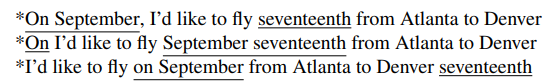 *On September, I’d like to fly seventeenth from Atlanta to Denver
*On I’d like to fly September seventeenth from Atlanta to Denver
*I’d like to fly on September from Atlanta to Denver seventeenth